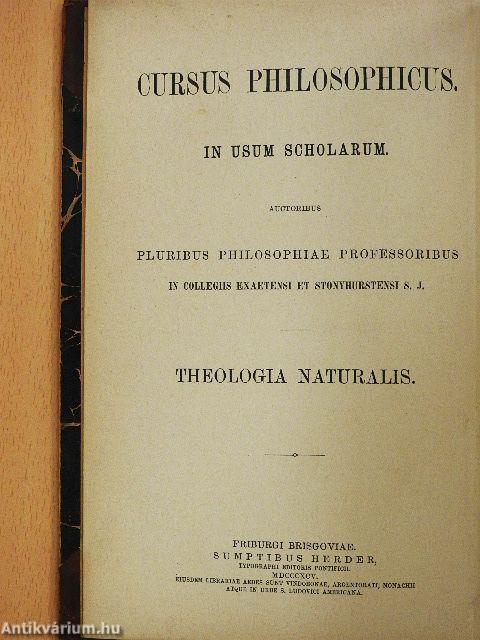 CURSUS PHILOSOPHICUS.
IN USUM SCHOLARUM.
AUCTORIBUS
PLURIBUS PHILOSOPHIAE PROFESSORIBUS
IN COLLEGIIS EXAETENSI ET STONYHURSTENSI S. J.
THEOLOGIA NATURALIS.
FRIBURGI BRISGOVIAE.
SUMPTIBUS HERDER,
TYPOGRAPHI EDITORIS PONTIFICII.
MDCCCXCV.
EIUSDEM LIBRARIAE AEDES SUNT VINDOBONAE, ARGENTORATI, MONACHII
ADQUE IN URBE S. LUDOVICI AMERICANA.
Antikvárium.hu